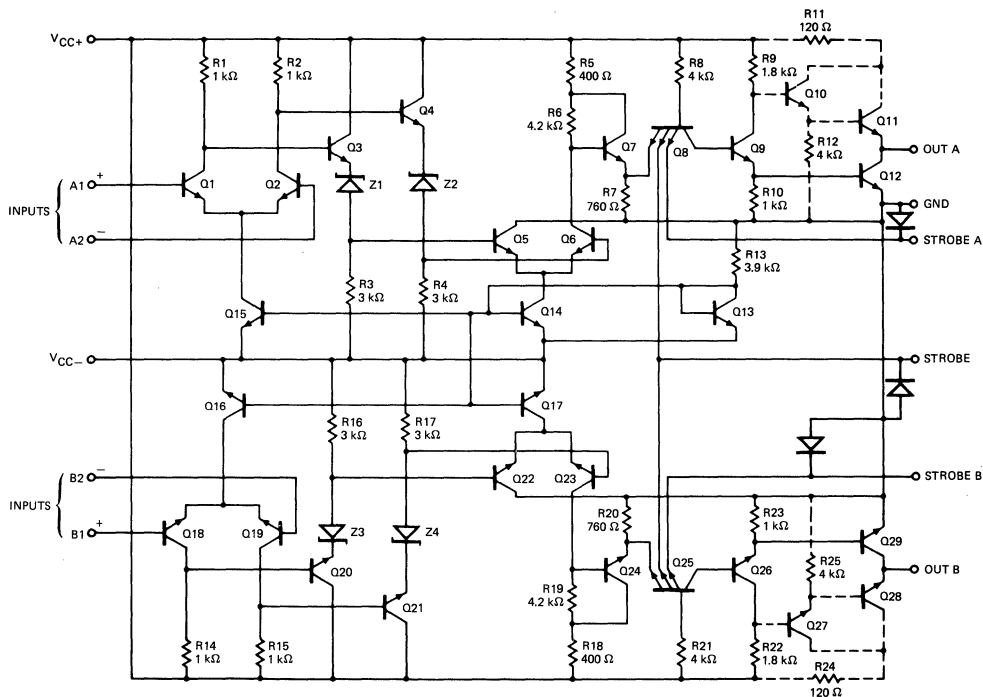 R11
120 Ω
VCC+
R1
1 kΩ
R2
1 kΩ
R5
400 Ω
R8
4 kΩ
R9
1.8 kΩ
Q10
Q4
R6
4.2 kΩ
Q11
Q3
Q7
Q8
Q9
R12
4 kΩ
OUT A
Q12
A1
+
Q1
Q2
Z1
Z2
R7
760 Ω
R10
1 kΩ
INPUTS
GND
A2
−
Q5
Q6
STROBE A
R13
3.9 kΩ
R3
3 kΩ
R4
3 kΩ
Q15
Q14
Q13
VCC−
STROBE
Q16
Q17
R16
3 kΩ
R17
3 kΩ
B2
−
Q22
Q23
STROBE B
INPUTS
R20
760 Ω
R23
1 kΩ
B1
+
Q18
Q19
Z3
Z4
Q29
Q20
Q24
Q25
Q26
R25
4 kΩ
OUT B
R19
4.2 kΩ
Q21
Q28
Q27
R14
1 kΩ
R15
1 kΩ
R18
400 Ω
R21
4 kΩ
R22
1.8 kΩ
R24
120 Ω